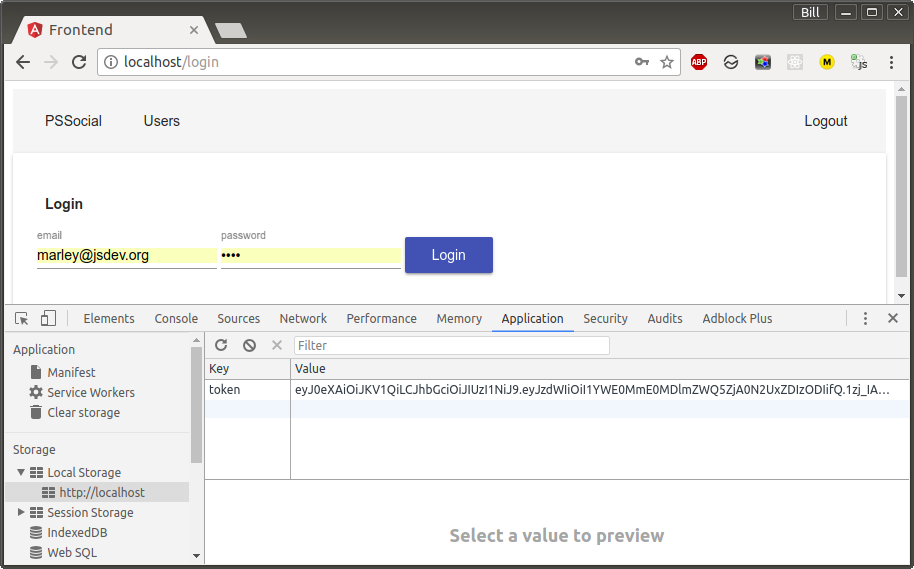 Bill
Frontend
localhost/login
ABP
M
js
PSSocial Users Logout
Login
email password
marley@jsdev.org •••• Login
Elements Console Sources Network Performance Memory Application Security Audits Adblock Plus
Application
Manifest
Service Workers
Clear storage
Storage
Local Storage
http://localhost
Session Storage
IndexedDB
Web SQL
Filter
Key Value
token eyJ0eXAiOiJKV1QiLCJhbGciOiJIUzI1NiJ9.eyJzdWIiOiI1YWE0MmE0MDlmZWQ5ZjA0N2UxZDIzODIifQ.1zj_IA...
Select a value to preview